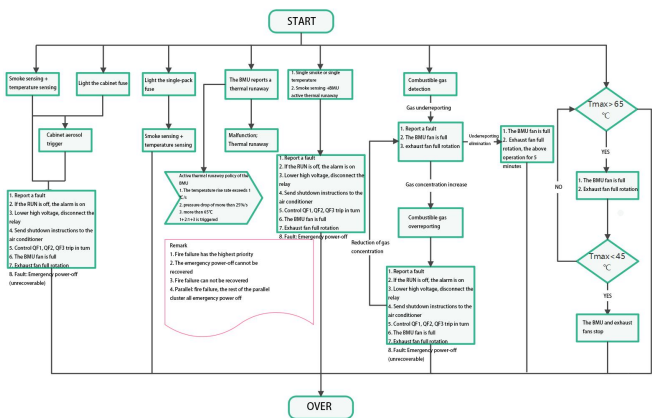 START
Smoke sensing +
temperature sensing
Light the cabinet fuse
Light the single-pack
fuse
The BMU reports a
thermal runaway
1. Single smoke or single
temperature
2. Smoke sensing +BMU
active thermal runaway
Combustible gas
detection
Tmax>65
℃
Gas underreporting
Cabinet aerosol
trigger
Smoke sensing +
temperature sensing
Malfunction;
Thermal runaway
1. Report a fault
2. The BMU fan is full
3. exhaust fan full rotation
Underreporting
elimination
1. The BMU fan is full
2. Exhaust fan full
rotation, the above
operation for 5
minutes
YES
1. The BMU fan is full
2. Exhaust fan full rotation
NO
Active thermal runaway policy of the
BMU
1. The temperature rise rate exceeds 1
℃/s
2. pressure drop of more than 25%/s
3. more than 65℃
1+2.1+3 is triggered
1. Report a fault
2. If the RUN is off, the alarm is on
3. Lower high voltage, disconnect the
relay
4. Send shutdown instructions to the
air conditioner
5. Control QF1, QF2, QF3 trip in turn
6. The BMU fan is full
7. Exhaust fan full rotation
8. Fault: Emergency power-off
Gas concentration increase
1. Report a fault
2. If the RUN is off, the alarm is on
3. Lower high voltage, disconnect the
relay
4. Send shutdown instructions to the
air conditioner
5. Control QF1, QF2, QF3 trip in turn
6. The BMU fan is full
7. Exhaust fan full rotation
8. Fault: Emergency power-off
(unrecoverable)
Combustible gas
overreporting
Remark
1. Fire failure has the highest priority
2. The emergency power-off cannot be
recovered
3. Fire failure can not be recovered
4. Parallel: fire failure, the rest of the parallel
cluster all emergency power off
Reduction of gas
concentration
Tmax<45
℃
1. Report a fault
2. If the RUN is off, the alarm is on
3. Lower high voltage, disconnect the
relay
4. Send shutdown instructions to the
air conditioner
5. Control QF1, QF2, QF3 trip in turn
6. The BMU fan is full
7. Exhaust fan full rotation
8. Fault: Emergency power-off
(unrecoverable)
YES
The BMU and exhaust
fans stop
OVER